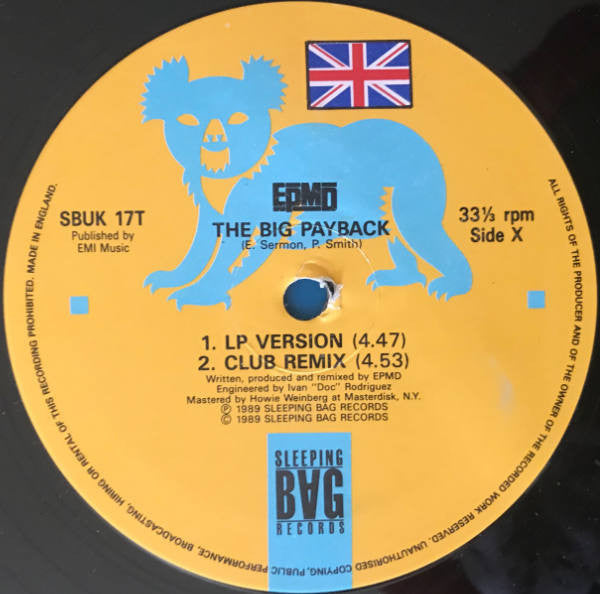 EPMD
THE BIG PAYBACK
(E. Sermon, P. Smith)
SBUK 17T
Published by
EMI Music
33⅓ rpm
Side X
1. LP VERSION (4.47)
2. CLUB REMIX (4.53)
Written, produced and remixed by EPMD
Engineered by Ivan "Doc" Rodriguez
Mastered by Howie Weinberg at Masterdisk, N.Y.
℗ 1989 SLEEPING BAG RECORDS
© 1989 SLEEPING BAG RECORDS
SLEEPING
BAG
RECORDS
ALL RIGHTS OF THE PRODUCER AND OF THE OWNER OF THE RECORDED WORK RESERVED. UNAUTHORISED COPYING, PUBLIC PERFORMANCE, BROADCASTING, HIRING OR RENTAL OF THIS RECORDING PROHIBITED. MADE IN ENGLAND.